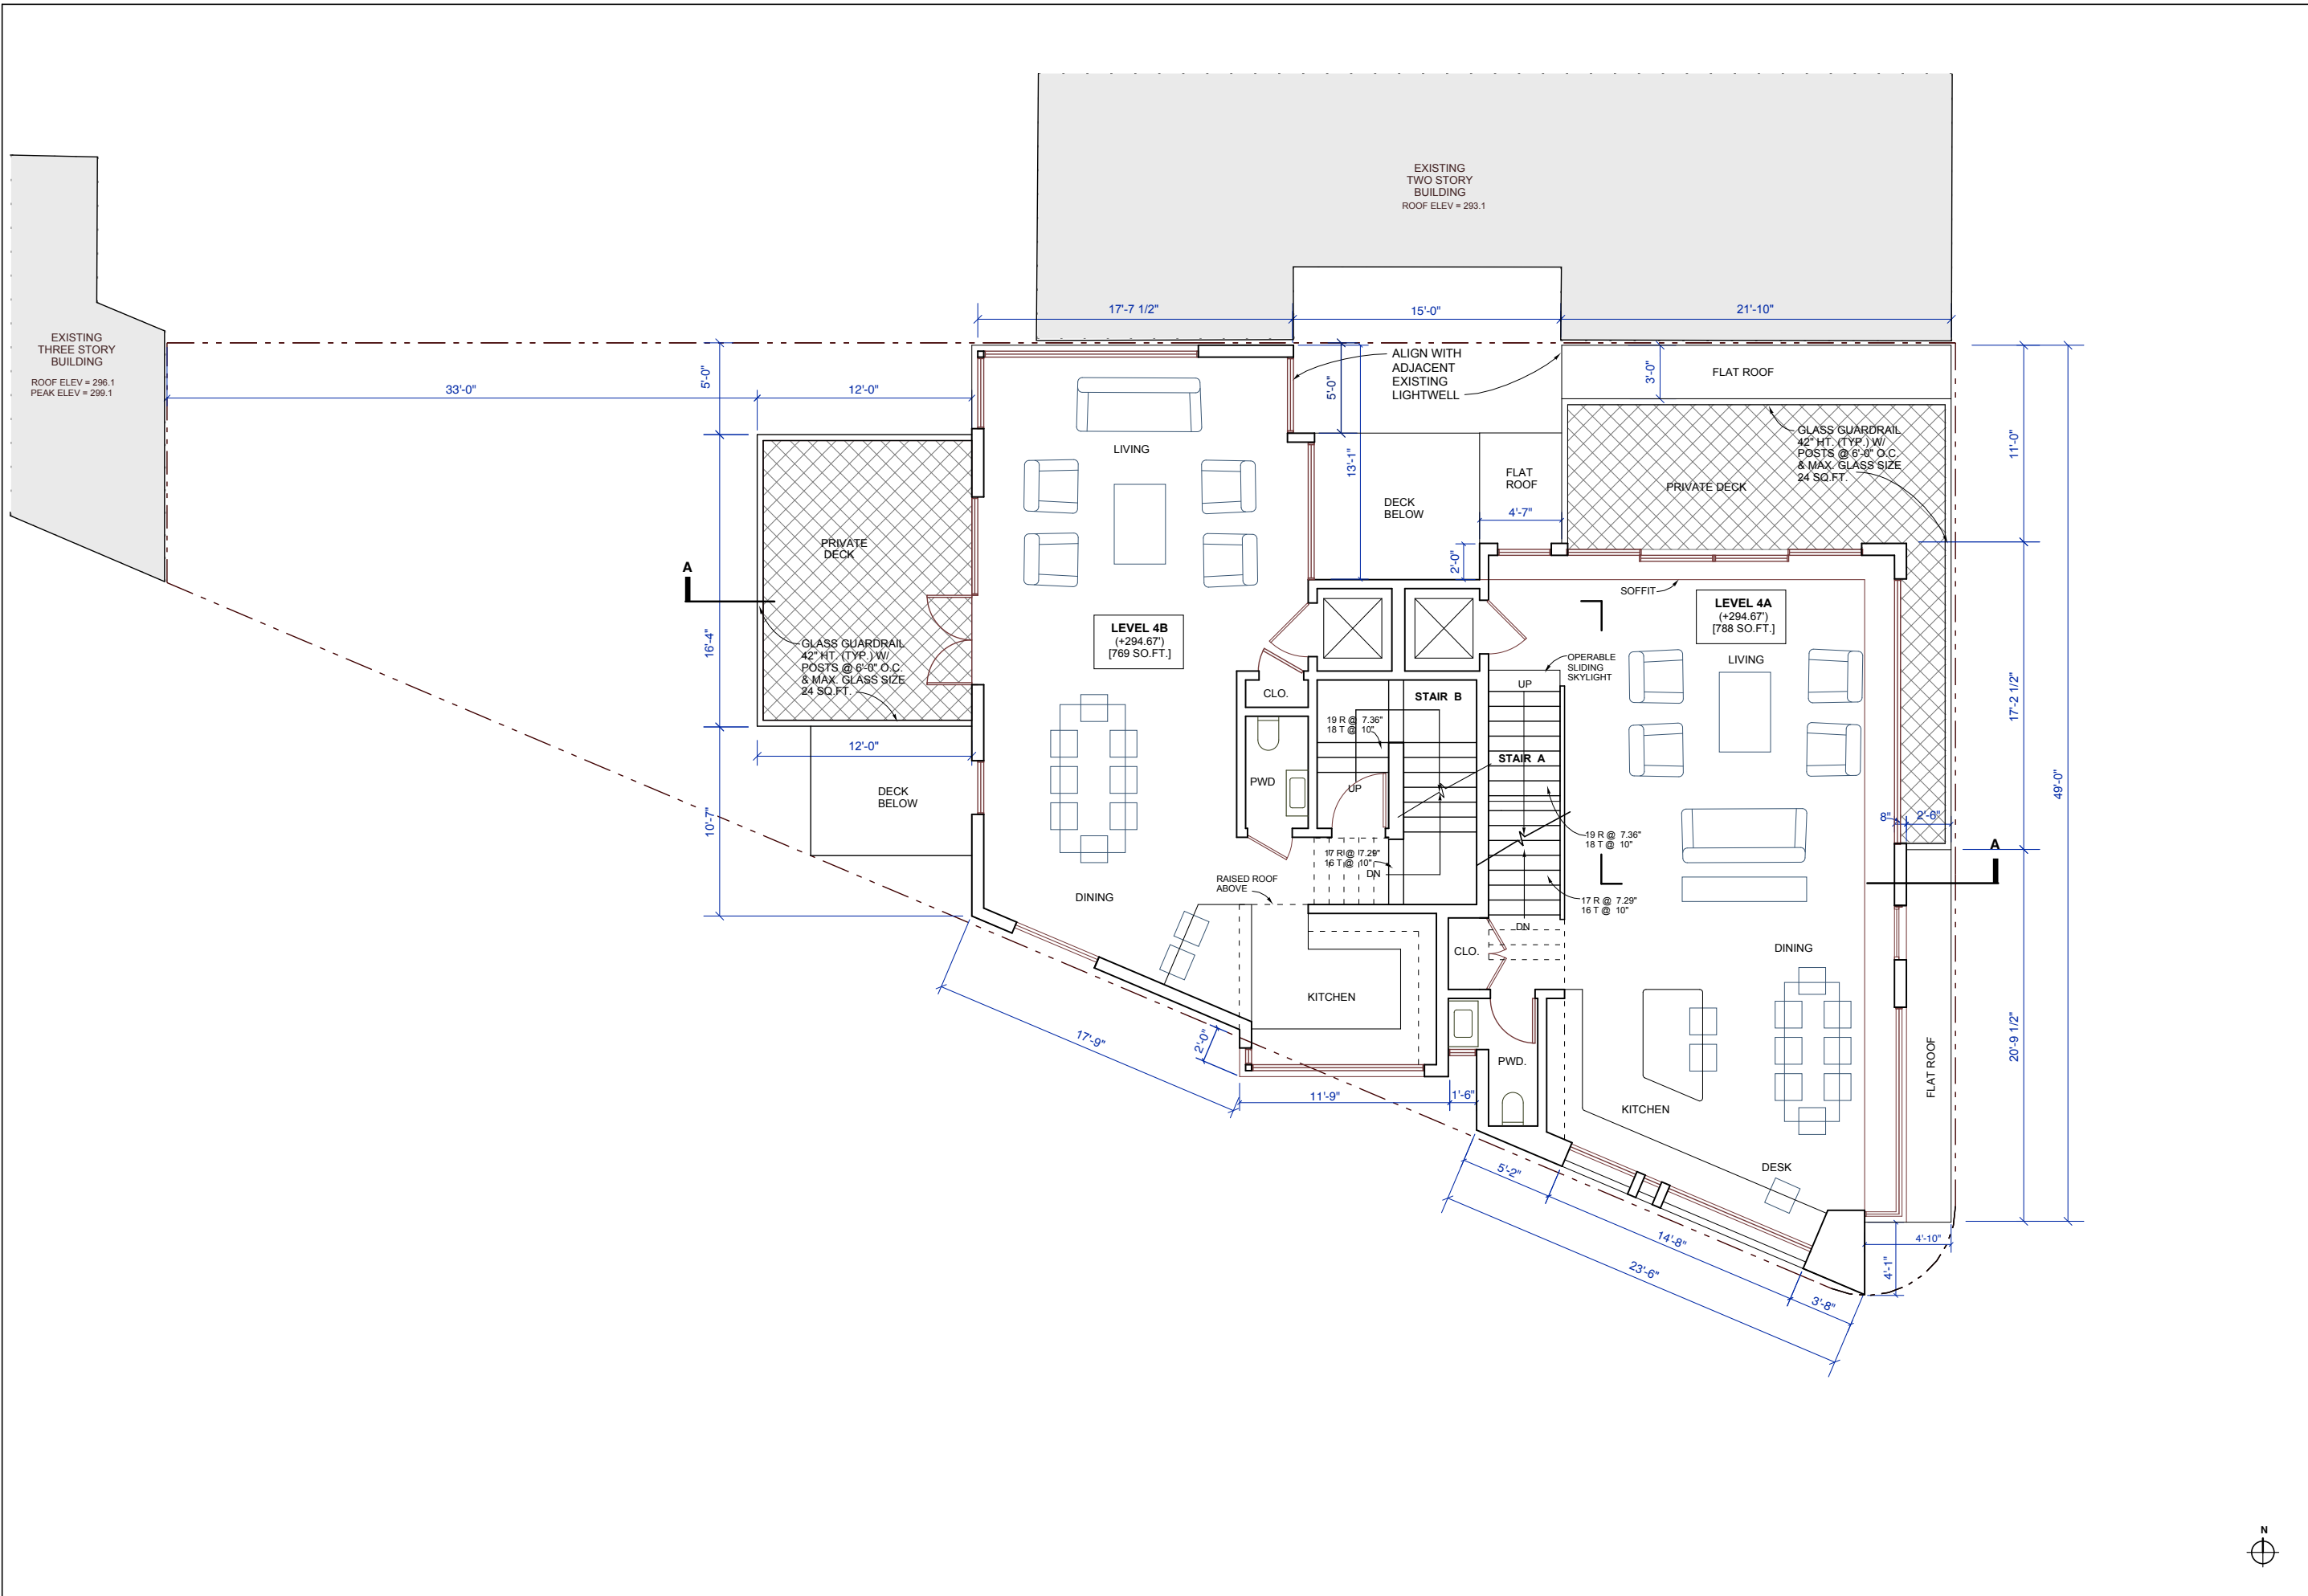 EXISTING
TWO STORY
BUILDING
ROOF ELEV = 293.1
EXISTING
THREE STORY
BUILDING
ROOF ELEV = 296.1
PEAK ELEV = 299.1
17'-7 1/2"
15'-0"
21'-10"
33'-0"
5'-0"
12'-0"
5'-0"
13'-1"
ALIGN WITH
ADJACENT
EXISTING
LIGHTWELL
3'-0"
FLAT ROOF
GLASS GUARDRAIL
42" HT. (TYP.) W/
POSTS @ 6'-0" O.C.
& MAX. GLASS SIZE
24 SQ.FT.
PRIVATE DECK
11'-0"
LIVING
FLAT
ROOF
DECK
BELOW
4'-7"
2'-0"
PRIVATE
DECK
A
16'-4"
GLASS GUARDRAIL
42" HT. (TYP.) W/
POSTS @ 6'-0" O.C.
& MAX. GLASS SIZE
24 SQ.FT.
LEVEL 4B
(+294.67')
[769 SQ.FT.]
SOFFIT
LEVEL 4A
(+294.67')
[788 SQ.FT.]
LIVING
OPERABLE
SLIDING
SKYLIGHT
UP
CLO.
STAIR B
19 R @ 7.36"
18 T @ 10"
17'-2 1/2"
49'-0"
12'-0"
STAIR A
PWD
UP
DECK
BELOW
10'-7"
8"
2'-6"
19 R @ 7.36"
18 T @ 10"
17 R @ 7.29"
16 T @ 10"
DN
A
RAISED ROOF
ABOVE
DINING
17 R @ 7.29"
16 T @ 10"
DN
CLO.
DINING
KITCHEN
17'-9"
2'-0"
PWD.
20'-9 1/2"
FLAT ROOF
11'-9"
1'-6"
KITCHEN
5'-2"
DESK
14'-8"
4'-10"
4'-1"
23'-6"
3'-8"
N